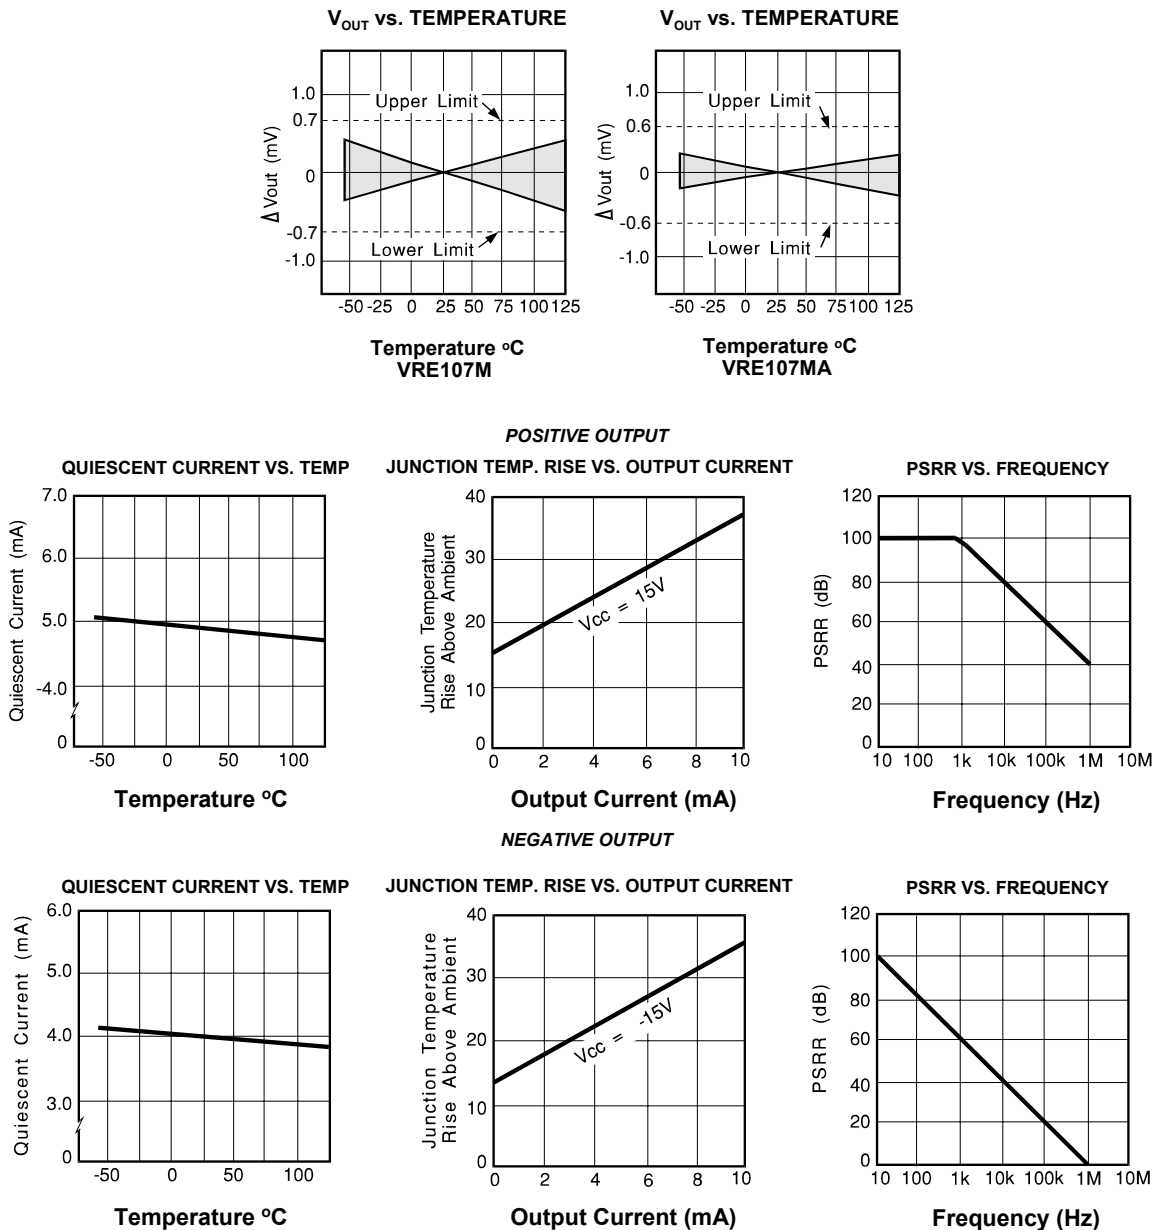 V_OUT vs. TEMPERATURE
1.0
0.7
0
-0.7
-1.0
Δ Vout (mV)
Upper Limit
Lower Limit
-50 -25 0 25 50 75 100 125
Temperature °C
VRE107M
V_OUT vs. TEMPERATURE
1.0
0.6
0
-0.6
-1.0
Δ Vout (mV)
Upper Limit
Lower Limit
-50 -25 0 25 50 75 100 125
Temperature °C
VRE107MA
POSITIVE OUTPUT
QUIESCENT CURRENT VS. TEMP
7.0
6.0
5.0
-4.0
0
Quiescent Current (mA)
-50 0 50 100
Temperature °C
JUNCTION TEMP. RISE VS. OUTPUT CURRENT
40
30
20
10
0
Junction Temperature
Rise Above Ambient
Vcc = 15V
0 2 4 6 8 10
Output Current (mA)
PSRR VS. FREQUENCY
120
100
80
60
40
20
0
PSRR (dB)
10 100 1k 10k 100k 1M 10M
Frequency (Hz)
NEGATIVE OUTPUT
QUIESCENT CURRENT VS. TEMP
6.0
5.0
4.0
3.0
0
Quiescent Current (mA)
-50 0 50 100
Temperature °C
JUNCTION TEMP. RISE VS. OUTPUT CURRENT
40
30
20
10
0
Junction Temperature
Rise Above Ambient
Vcc = -15V
0 2 4 6 8 10
Output Current (mA)
PSRR VS. FREQUENCY
120
100
80
60
40
20
0
PSRR (dB)
10 100 1k 10k 100k 1M 10M
Frequency (Hz)